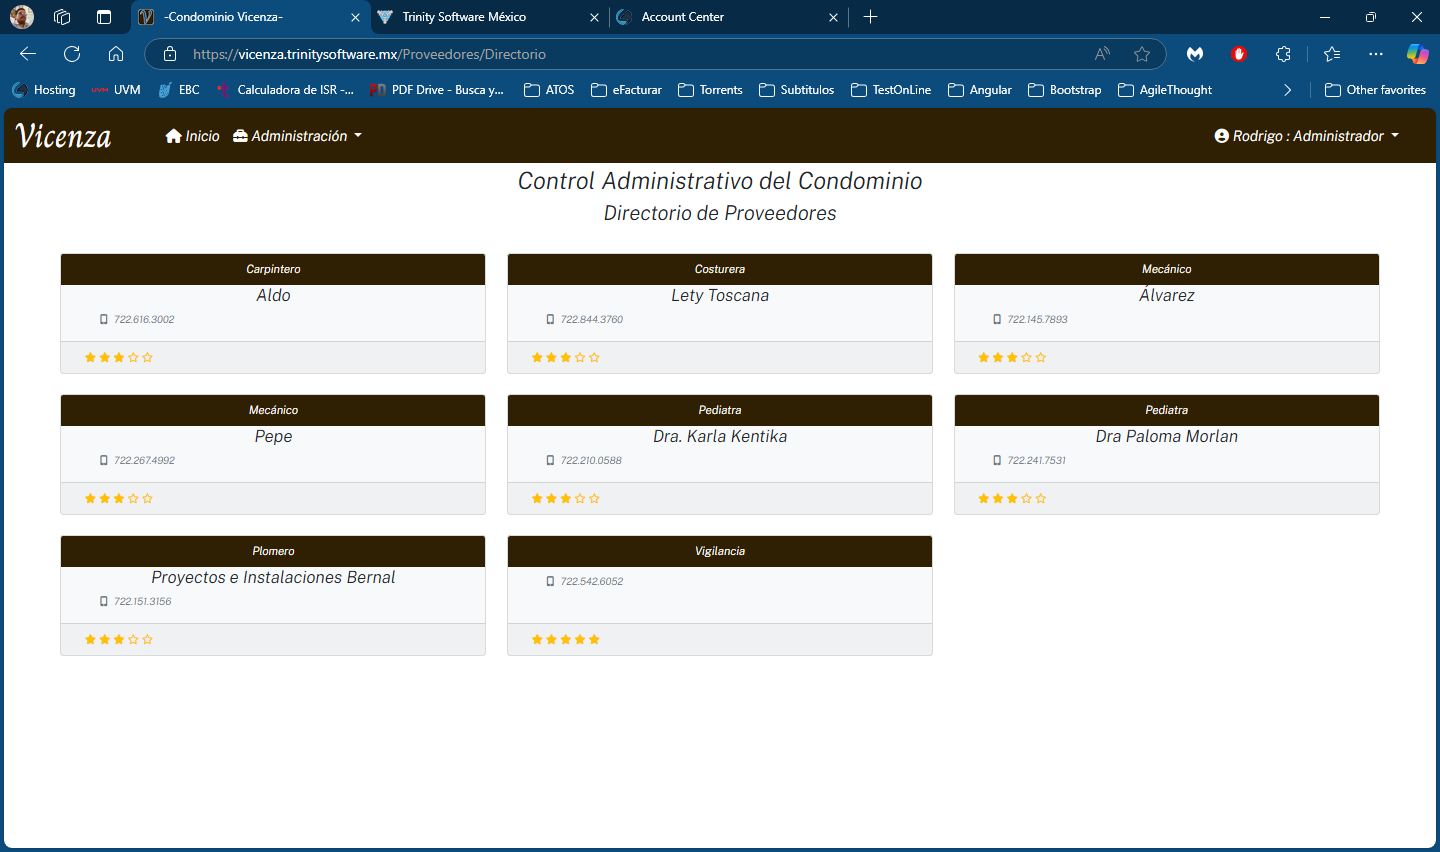 -Condominio Vicenza-
Trinity Software México
Account Center
https://vicenza.trinitysoftware.mx/Proveedores/Directorio
Hosting
UVM
UVM
EBC
Calculadora de ISR -...
PDF Drive - Busca y...
ATOS
eFacturar
Torrents
Subtitulos
TestOnLine
Angular
Bootstrap
AgileThought
Other favorites
Vicenza
Inicio
Administración
Rodrigo : Administrador
Control Administrativo del Condominio
Directorio de Proveedores
Carpintero
Aldo
722.616.3002
Costurera
Lety Toscana
722.844.3760
Mecánico
Álvarez
722.145.7893
Mecánico
Pepe
722.267.4992
Pediatra
Dra. Karla Kentika
722.210.0588
Pediatra
Dra Paloma Morlan
722.241.7531
Plomero
Proyectos e Instalaciones Bernal
722.151.3156
Vigilancia
722.542.6052